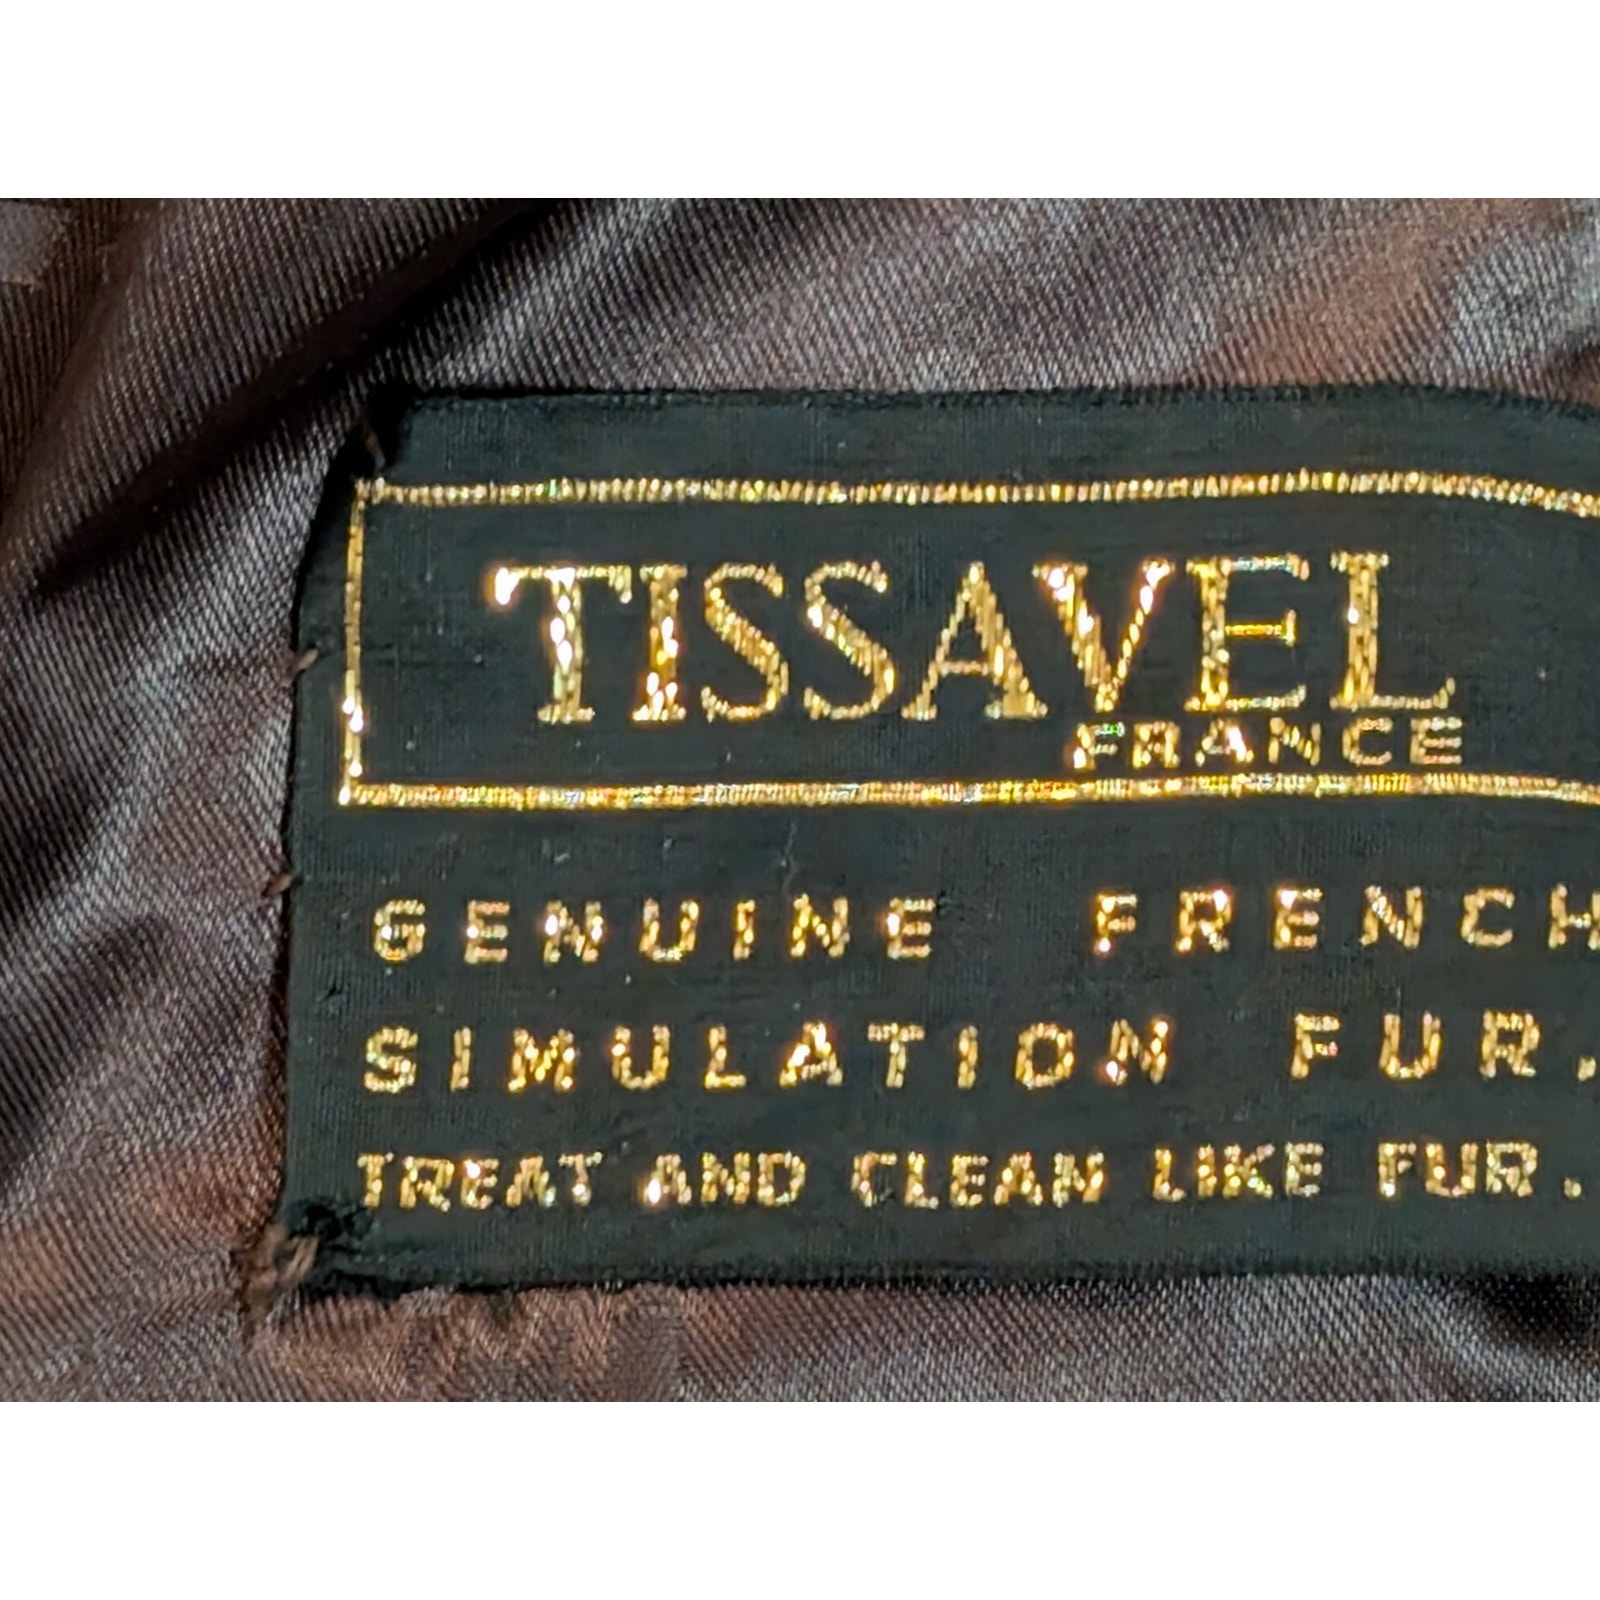 TISSAVEL
FRANCE
GENUINE FRENCH
SIMULATION FUR.
TREAT AND CLEAN LIKE FUR.